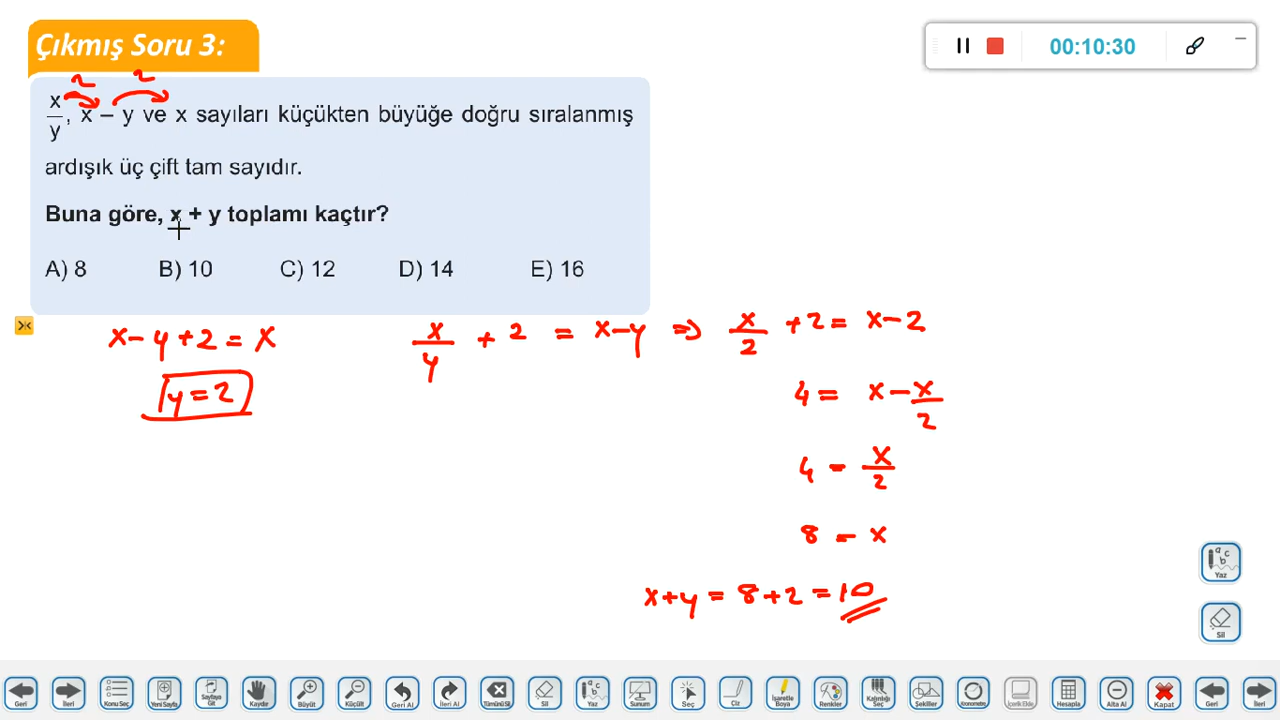 Çıkmış Soru 3:
00:10:30
2 2
x/y, x – y ve x sayıları küçükten büyüğe doğru sıralanmış
ardışık üç çift tam sayıdır.
Buna göre, x + y toplamı kaçtır?
A) 8 B) 10 C) 12 D) 14 E) 16
x-y+2=x x/y + 2 = x-y ⇒ x/2 + 2 = x-2
y=2 4 = x - x/2
4 = x/2
8 = x
x+y = 8+2 = 10
abc
Yaz
Sil
Geri İleri Konu Seç Yeni Sayfa Sayfaya Git Kaydır Büyüt Küçült Geri Al İleri Al Tümünü Sil Sil Yaz Sunum Seç Çiz İşaretle Boya Renkler Kalınlığı Seç Şekiller Kronometre İçerik Ekle Hesapla Alta Al Kapat Geri İleri